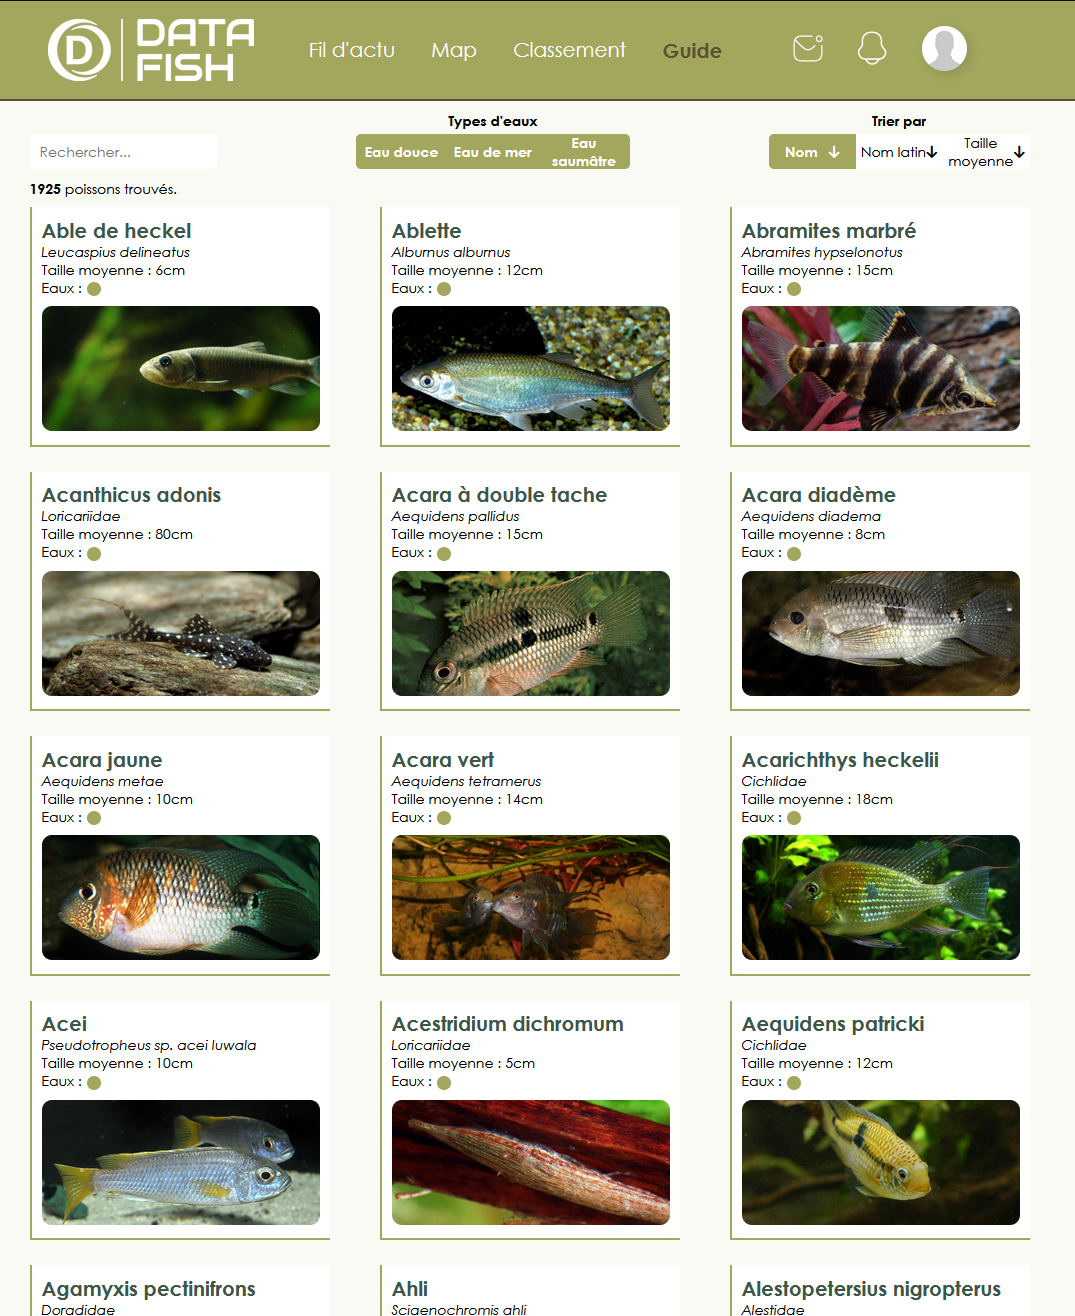 DATA
FISH
Fil d'actu
Map
Classement
Guide
Types d'eaux
Trier par
Rechercher...
Eau douce
Eau de mer
Eau
saumâtre
Nom
Nom latin
Taille
moyenne
1925 poissons trouvés.
Able de heckel
Leucaspius delineatus
Taille moyenne : 6cm
Eaux :
Ablette
Alburnus alburnus
Taille moyenne : 12cm
Eaux :
Abramites marbré
Abramites hypselonotus
Taille moyenne : 15cm
Eaux :
Acanthicus adonis
Loricariidae
Taille moyenne : 80cm
Eaux :
Acara à double tache
Aequidens pallidus
Taille moyenne : 15cm
Eaux :
Acara diadème
Aequidens diadema
Taille moyenne : 8cm
Eaux :
Acara jaune
Aequidens metae
Taille moyenne : 10cm
Eaux :
Acara vert
Aequidens tetramerus
Taille moyenne : 14cm
Eaux :
Acarichthys heckelii
Cichlidae
Taille moyenne : 18cm
Eaux :
Acei
Pseudotropheus sp. acei luwala
Taille moyenne : 10cm
Eaux :
Acestridium dichromum
Loricariidae
Taille moyenne : 5cm
Eaux :
Aequidens patricki
Cichlidae
Taille moyenne : 12cm
Eaux :
Agamyxis pectinifrons
Doradidae
Ahli
Sciaenochromis ahli
Alestopetersius nigropterus
Alestidae